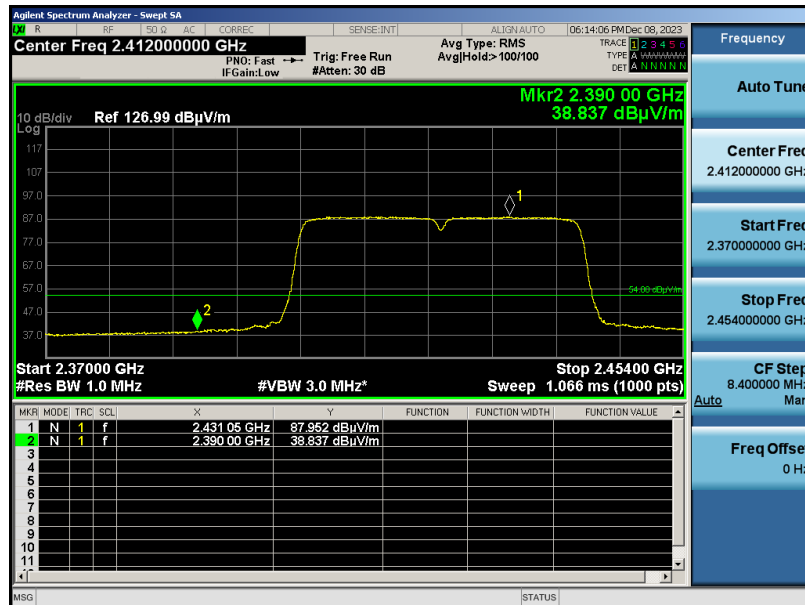 Agilent Spectrum Analyzer - Swept SA
LXI R RF 50 Ω AC CORREC SENSE:INT ALIGN AUTO 06:14:06 PM Dec 08, 2023
Center Freq 2.412000000 GHz
PNO: Fast
IFGain:Low
Trig: Free Run
#Atten: 30 dB
Avg Type: RMS
Avg|Hold:>100/100
TRACE 1 2 3 4 5 6
TYPE A WWWWW
DET A N N N N N
Mkr2 2.390 00 GHz
38.837 dBµV/m
10 dB/div Ref 126.99 dBµV/m
Log
117
107
97.0
87.0
77.0
67.0
57.0
47.0
37.0
1
2
54.00 dBµV/m
Start 2.37000 GHz Stop 2.45400 GHz
#Res BW 1.0 MHz #VBW 3.0 MHz* Sweep 1.066 ms (1000 pts)
MKR MODE TRC SCL X Y FUNCTION FUNCTION WIDTH FUNCTION VALUE
1 N 1 f 2.431 05 GHz 87.952 dBµV/m
2 N 1 f 2.390 00 GHz 38.837 dBµV/m
3
4
5
6
7
8
9
10
11
MSG STATUS
Frequency
Auto Tune
Center Freq
2.412000000 GHz
Start Freq
2.370000000 GHz
Stop Freq
2.454000000 GHz
CF Step
8.400000 MHz
Auto Man
Freq Offset
0 Hz